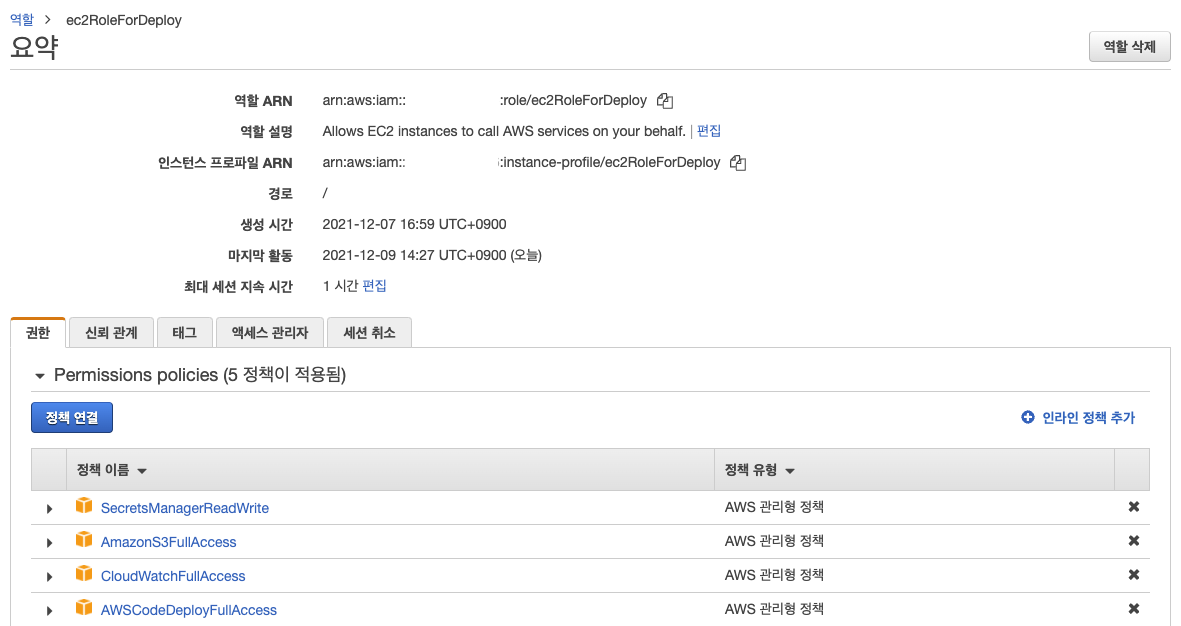 역할 > ec2RoleForDeploy
요약
역할 삭제
역할 ARN arn:aws:iam:: :role/ec2RoleForDeploy
역할 설명 Allows EC2 instances to call AWS services on your behalf. | 편집
인스턴스 프로파일 ARN arn:aws:iam:: :instance-profile/ec2RoleForDeploy
경로 /
생성 시간 2021-12-07 16:59 UTC+0900
마지막 활동 2021-12-09 14:27 UTC+0900 (오늘)
최대 세션 지속 시간 1 시간 편집
권한 신뢰 관계 태그 액세스 관리자 세션 취소
Permissions policies (5 정책이 적용됨)
정책 연결 인라인 정책 추가
정책 이름 정책 유형
SecretsManagerReadWrite AWS 관리형 정책
AmazonS3FullAccess AWS 관리형 정책
CloudWatchFullAccess AWS 관리형 정책
AWSCodeDeployFullAccess AWS 관리형 정책